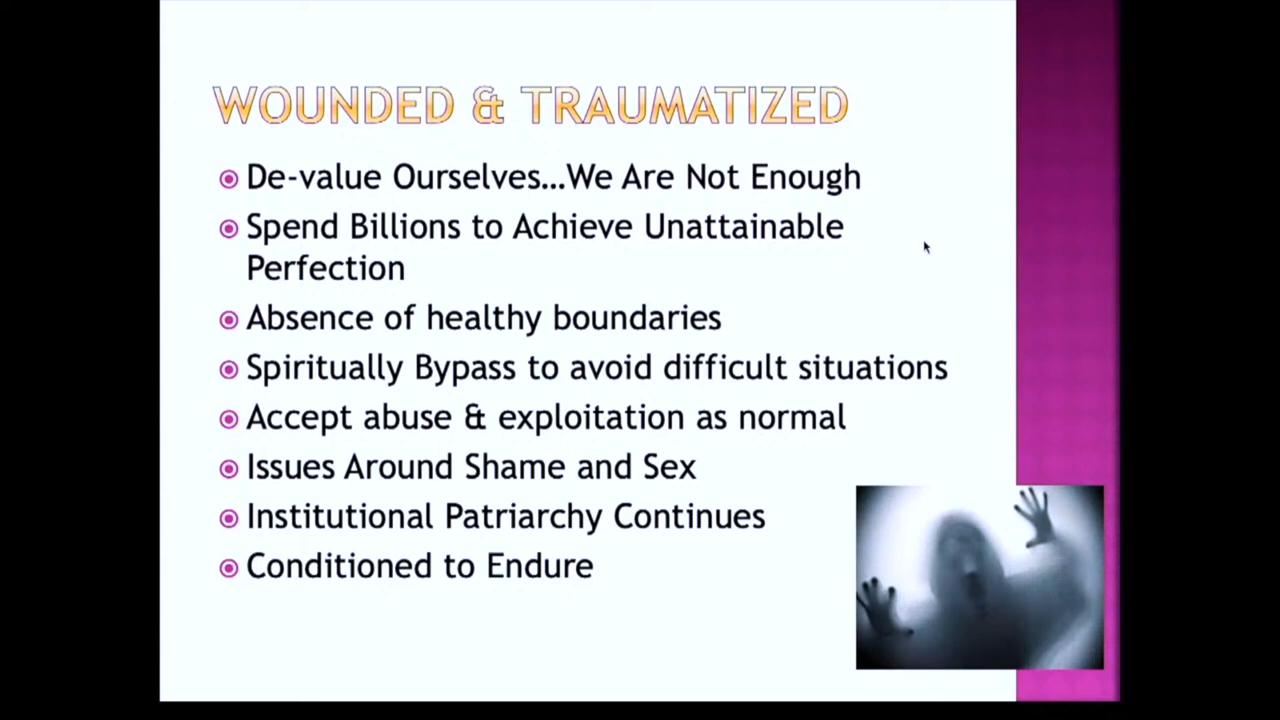 WOUNDED & TRAUMATIZED
De-value Ourselves...We Are Not Enough
Spend Billions to Achieve Unattainable
Perfection
Absence of healthy boundaries
Spiritually Bypass to avoid difficult situations
Accept abuse & exploitation as normal
Issues Around Shame and Sex
Institutional Patriarchy Continues
Conditioned to Endure